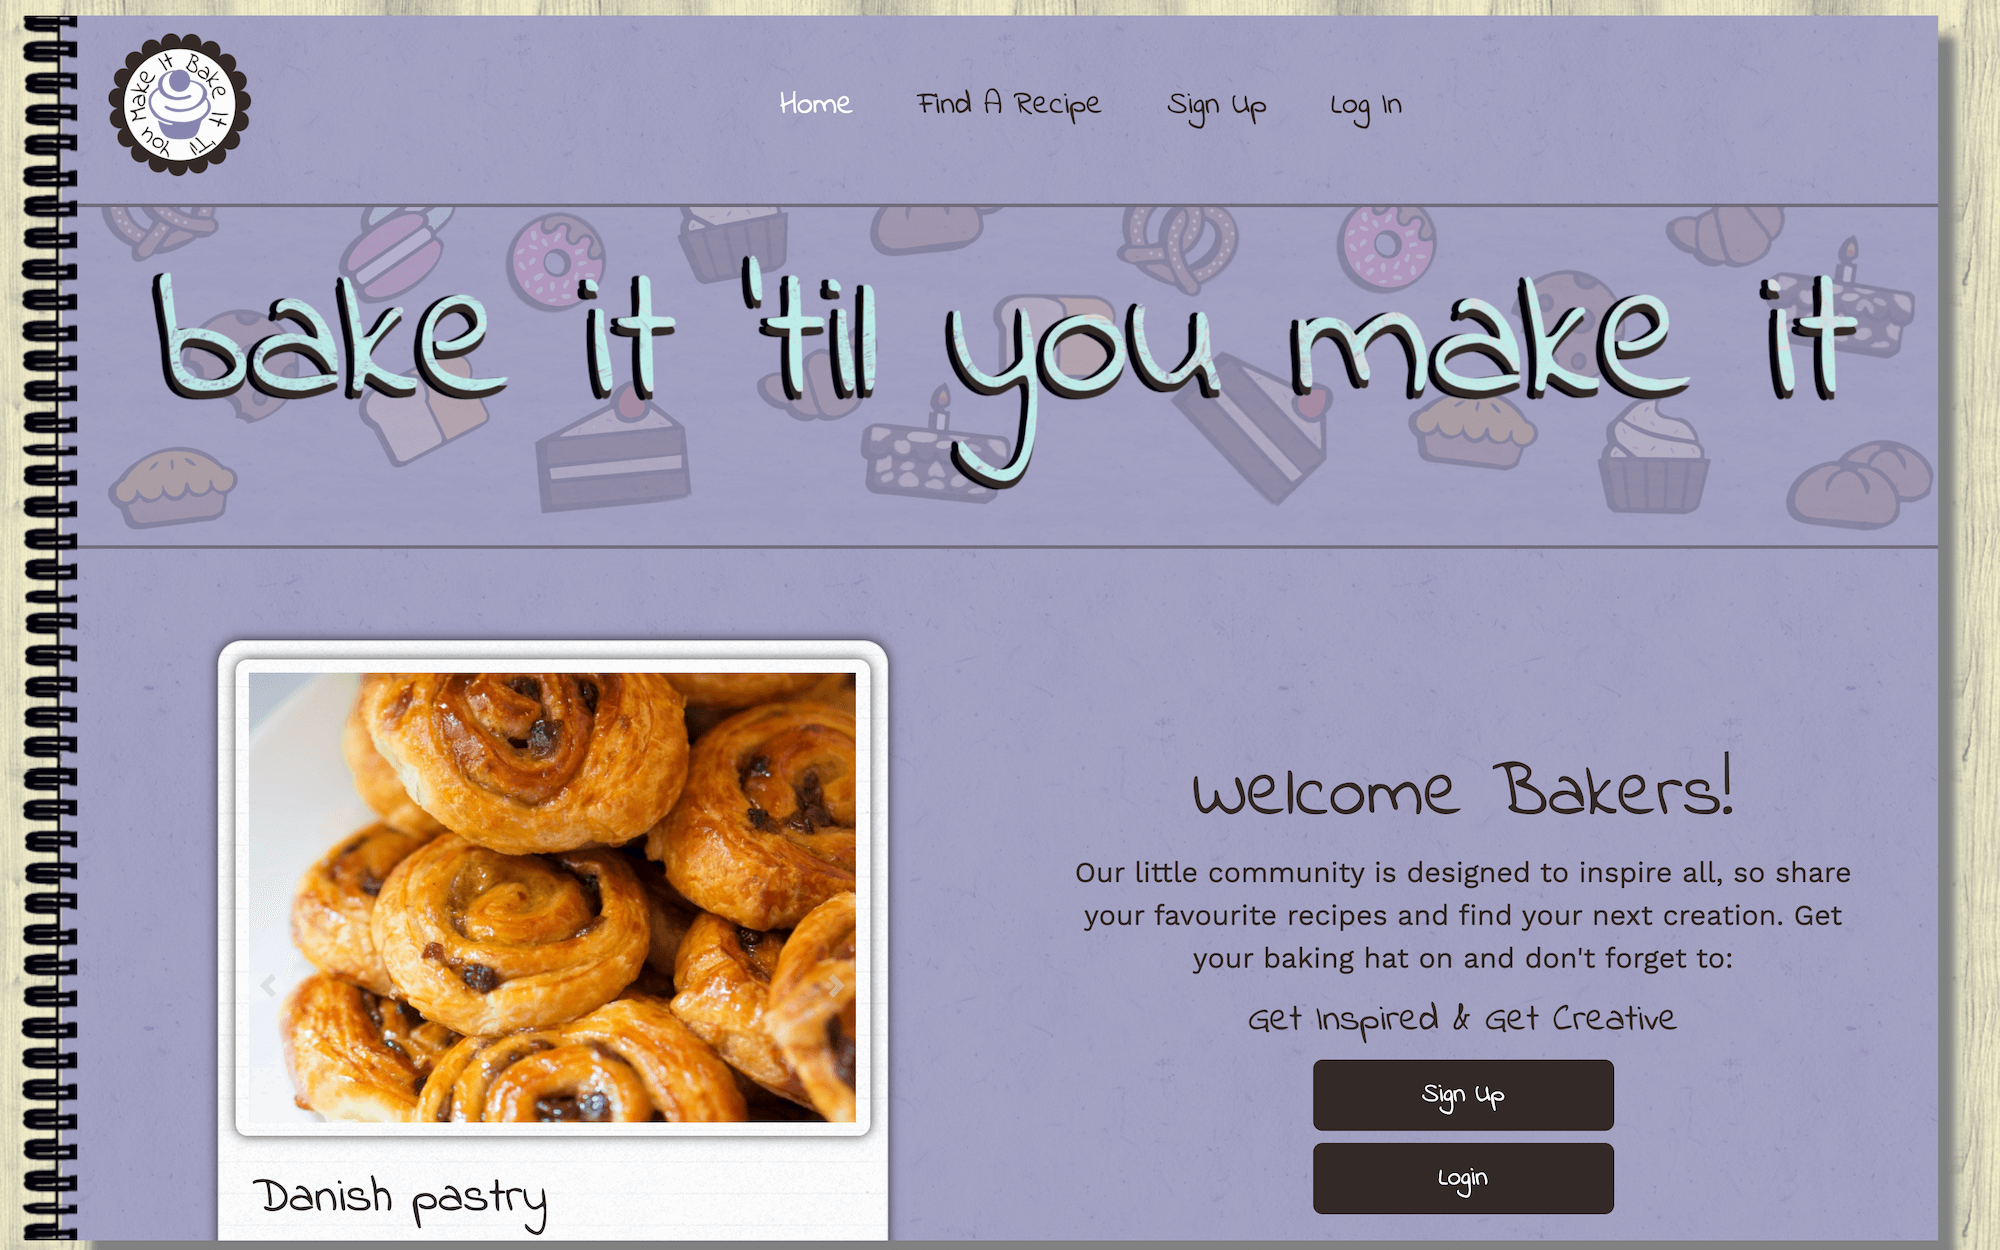 Bake It 'Til You Make It
Home
Find A Recipe
Sign Up
Log In
bake it 'til you make it
Welcome Bakers!
Our little community is designed to inspire all, so share
your favourite recipes and find your next creation. Get
your baking hat on and don't forget to:
Get Inspired & Get Creative
Sign Up
Login
Danish pastry